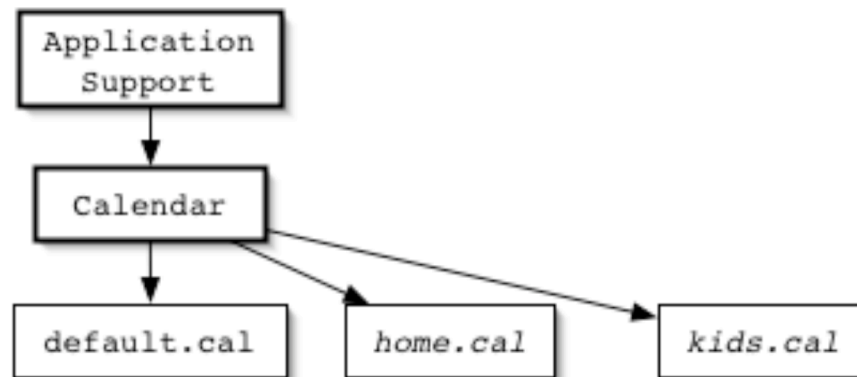 Application
Support
Calendar
default.cal
home.cal
kids.cal